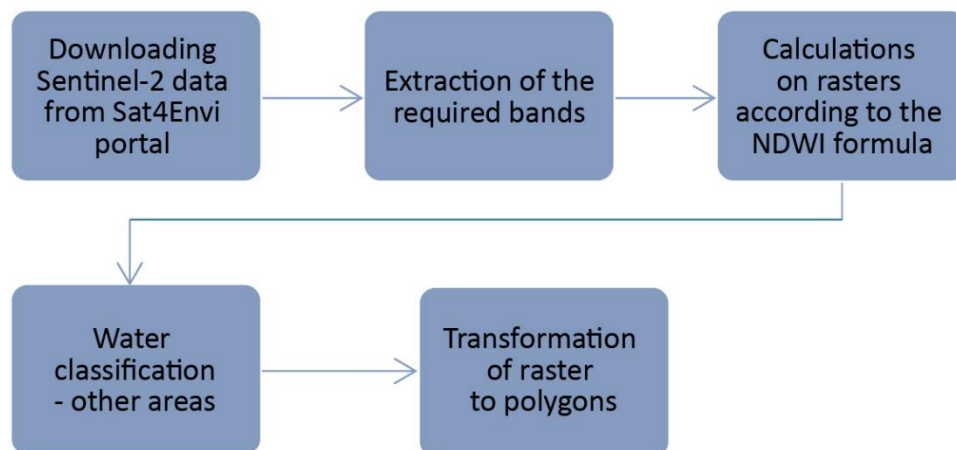 Downloading
Sentinel-2 data
from Sat4Envi
portal
Extraction of the
required bands
Calculations
on rasters
according to the
NDWI formula
Water
classification
- other areas
Transformation
of raster
to polygons